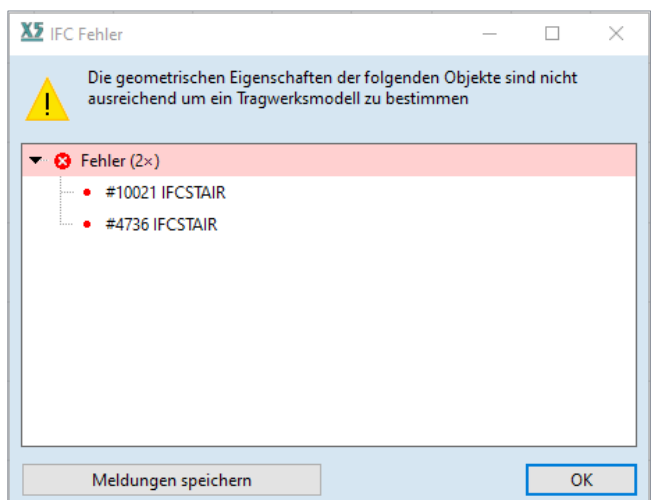 X5 IFC Fehler
Die geometrischen Eigenschaften der folgenden Objekte sind nicht
ausreichend um ein Tragwerksmodell zu bestimmen
Fehler (2×)
#10021 IFCSTAIR
#4736 IFCSTAIR
Meldungen speichern
OK